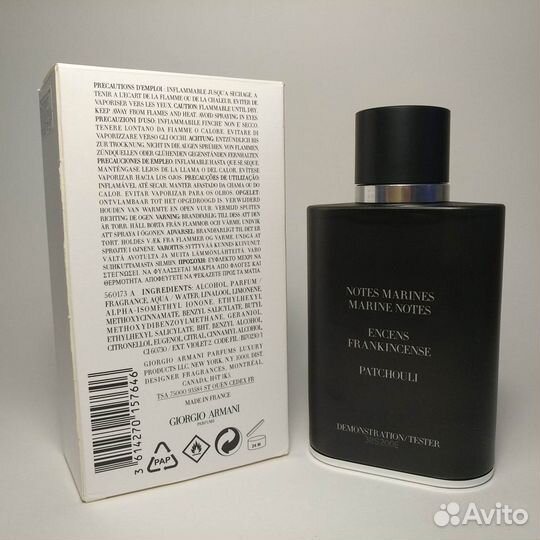 PRECAUTIONS D'EMPLOI : INFLAMMABLE JUSQU'A SECHAGE. A
TENIR A L'ECART DE LA FLAMME OU DE LA CHALEUR. EVITER DE
VAPORISER VERS LES YEUX. CAUTION FLAMMABLE UNTIL DRY.
KEEP AWAY FROM FLAMES AND HEAT. AVOID SPRAYING IN EYES.
PRECAUZIONI D'USO: INFIAMMABILE FINCHE' NON E SECCO.
TENERE LONTANO DA FIAMME O CALORE. EVITARE DI
VAPORIZZARE VERSO GLI OCCHI. ACHTUNG ENTZÜNDLICH BIS
ZUR TROCKNUNG. NICHT IN DIE AUGEN SPRÜHEN. VON FLAMMEN,
ZÜNDQUELLEN ODER GLÜHENDEN GEGENSTÄNDEN FERNHALTEN
PRECAUCIONES DE EMPLEO: INFLAMABLE HASTA QUE SE SEQUE.
MANTÉNGASE LEJOS DE LA LLAMA O DEL CALOR. EVÍTESE
VAPORIZAR HACIA LOS OJOS. PRECAUÇÕES DE UTILIZAÇÃO:
INFLAMÁVEL ATÉ SECAR. MANTER AFASTADO DA CHAMA OU DO
CALOR. EVITAR VAPORIZAR PARA OS OLHOS. OPGELET:
ONTVLAMBAAR TOT HET OPGEDROOGD IS. VERWIJDERD
HOUDEN VAN WARMTE EN OPEN VUUR. VERMIJD SPUITEN
RICHTING DE OGEN. VARNING: BRANDFARLIG TILL DESS ATT DEN
ÄR TORR. HÅLL BORTA FRÅN FLAMMOR OCH VÄRME. UNDVIK
ATT SPRAYA I ÖGONEN. ADVARSEL: BRANDFARLIGT TIL DET ER
TORT. HOLDES VÆK FRA FLAMMER OG VARME. UNDGÅ AT
SPRØJTE I ØJNENE. VAROITUS SYTTYVÄÄ KUNNES KUIVUNUT
VÄLTÄ AVOTULTA JA MUITA LÄMMÖNLÄHTEITÄ. VARO
SUIHKUTTAMASTA SILMIIN. ΠΡΟΣΟΧΗ: ΕΥΦΛΕΚΤΟ ΜΕΧΡΙ ΝΑ
ΣΤΕΓΝΩΣΕΙ. ΝΑ ΦΥΛΑΣΣΕΤΑΙ ΜΑΚΡΙΑ ΑΠΟ ΦΛΟΓΕΣ Η
ΘΕΡΜΟΤΗΤΑ. ΑΠΟΦΕΥΓΕΤΕ ΝΑ ΨΕΚΑΖΕΤΕ ΠΡΟΣ ΤΑ ΜΑΤΙΑ
560173 A INGREDIENTS: ALCOHOL, PARFUM /
FRAGRANCE, AQUA / WATER, LINALOOL, LIMONENE,
ALPHA-ISOMETHYL IONONE, ETHYLHEXYL
METHOXYCINNAMATE, BENZYL SALICYLATE, BUTYL
METHOXYDIBENZOYLMETHANE, GERANIOL,
ETHYLHEXYL SALICYLATE, BHT, BENZYL ALCOHOL,
CITRONELLOL, EUGENOL, CITRAL, CINNAMYL ALCOHOL,
CI 60730 / EXT. VIOLET 2
GIORGIO ARMANI PARFUMS LUXURY
PRODUCTS LLC, NEW YORK, N.Y. 10001. DIST.
DESIGNER FRAGRANCES, MONTRÉAL,
CANADA, H9T 1K5
TSA 75000 93584 ST OUEN CEDEX FR
MADE IN FRANCE
GIORGIO ARMANI
PARFUMS
3 614270 157646
PAP
24 M
NOTES MARINES
MARINE NOTES
ENCENS
FRANKINCENSE
PATCHOULI
DEMONSTRATION/TESTER
Avito